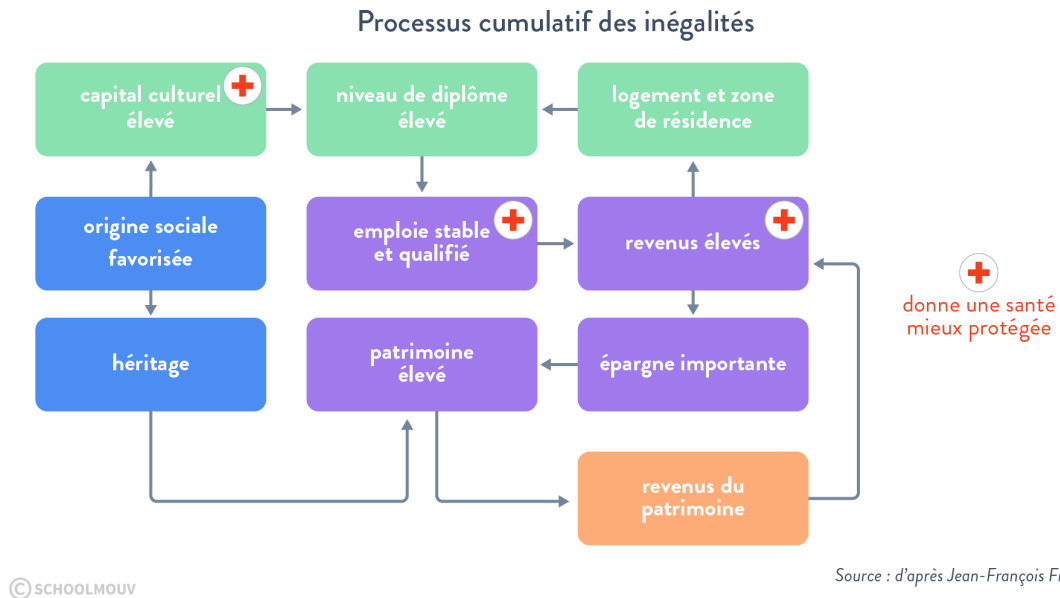 Processus cumulatif des inégalités
capital culturel
élevé
niveau de diplôme
élevé
logement et zone
de résidence
origine sociale
favorisée
emploie stable
et qualifié
revenus élevés
donne une santé
mieux protégée
héritage
patrimoine
élevé
épargne importante
revenus du
patrimoine
Source : d'après Jean-François
© SCHOOLMOUV